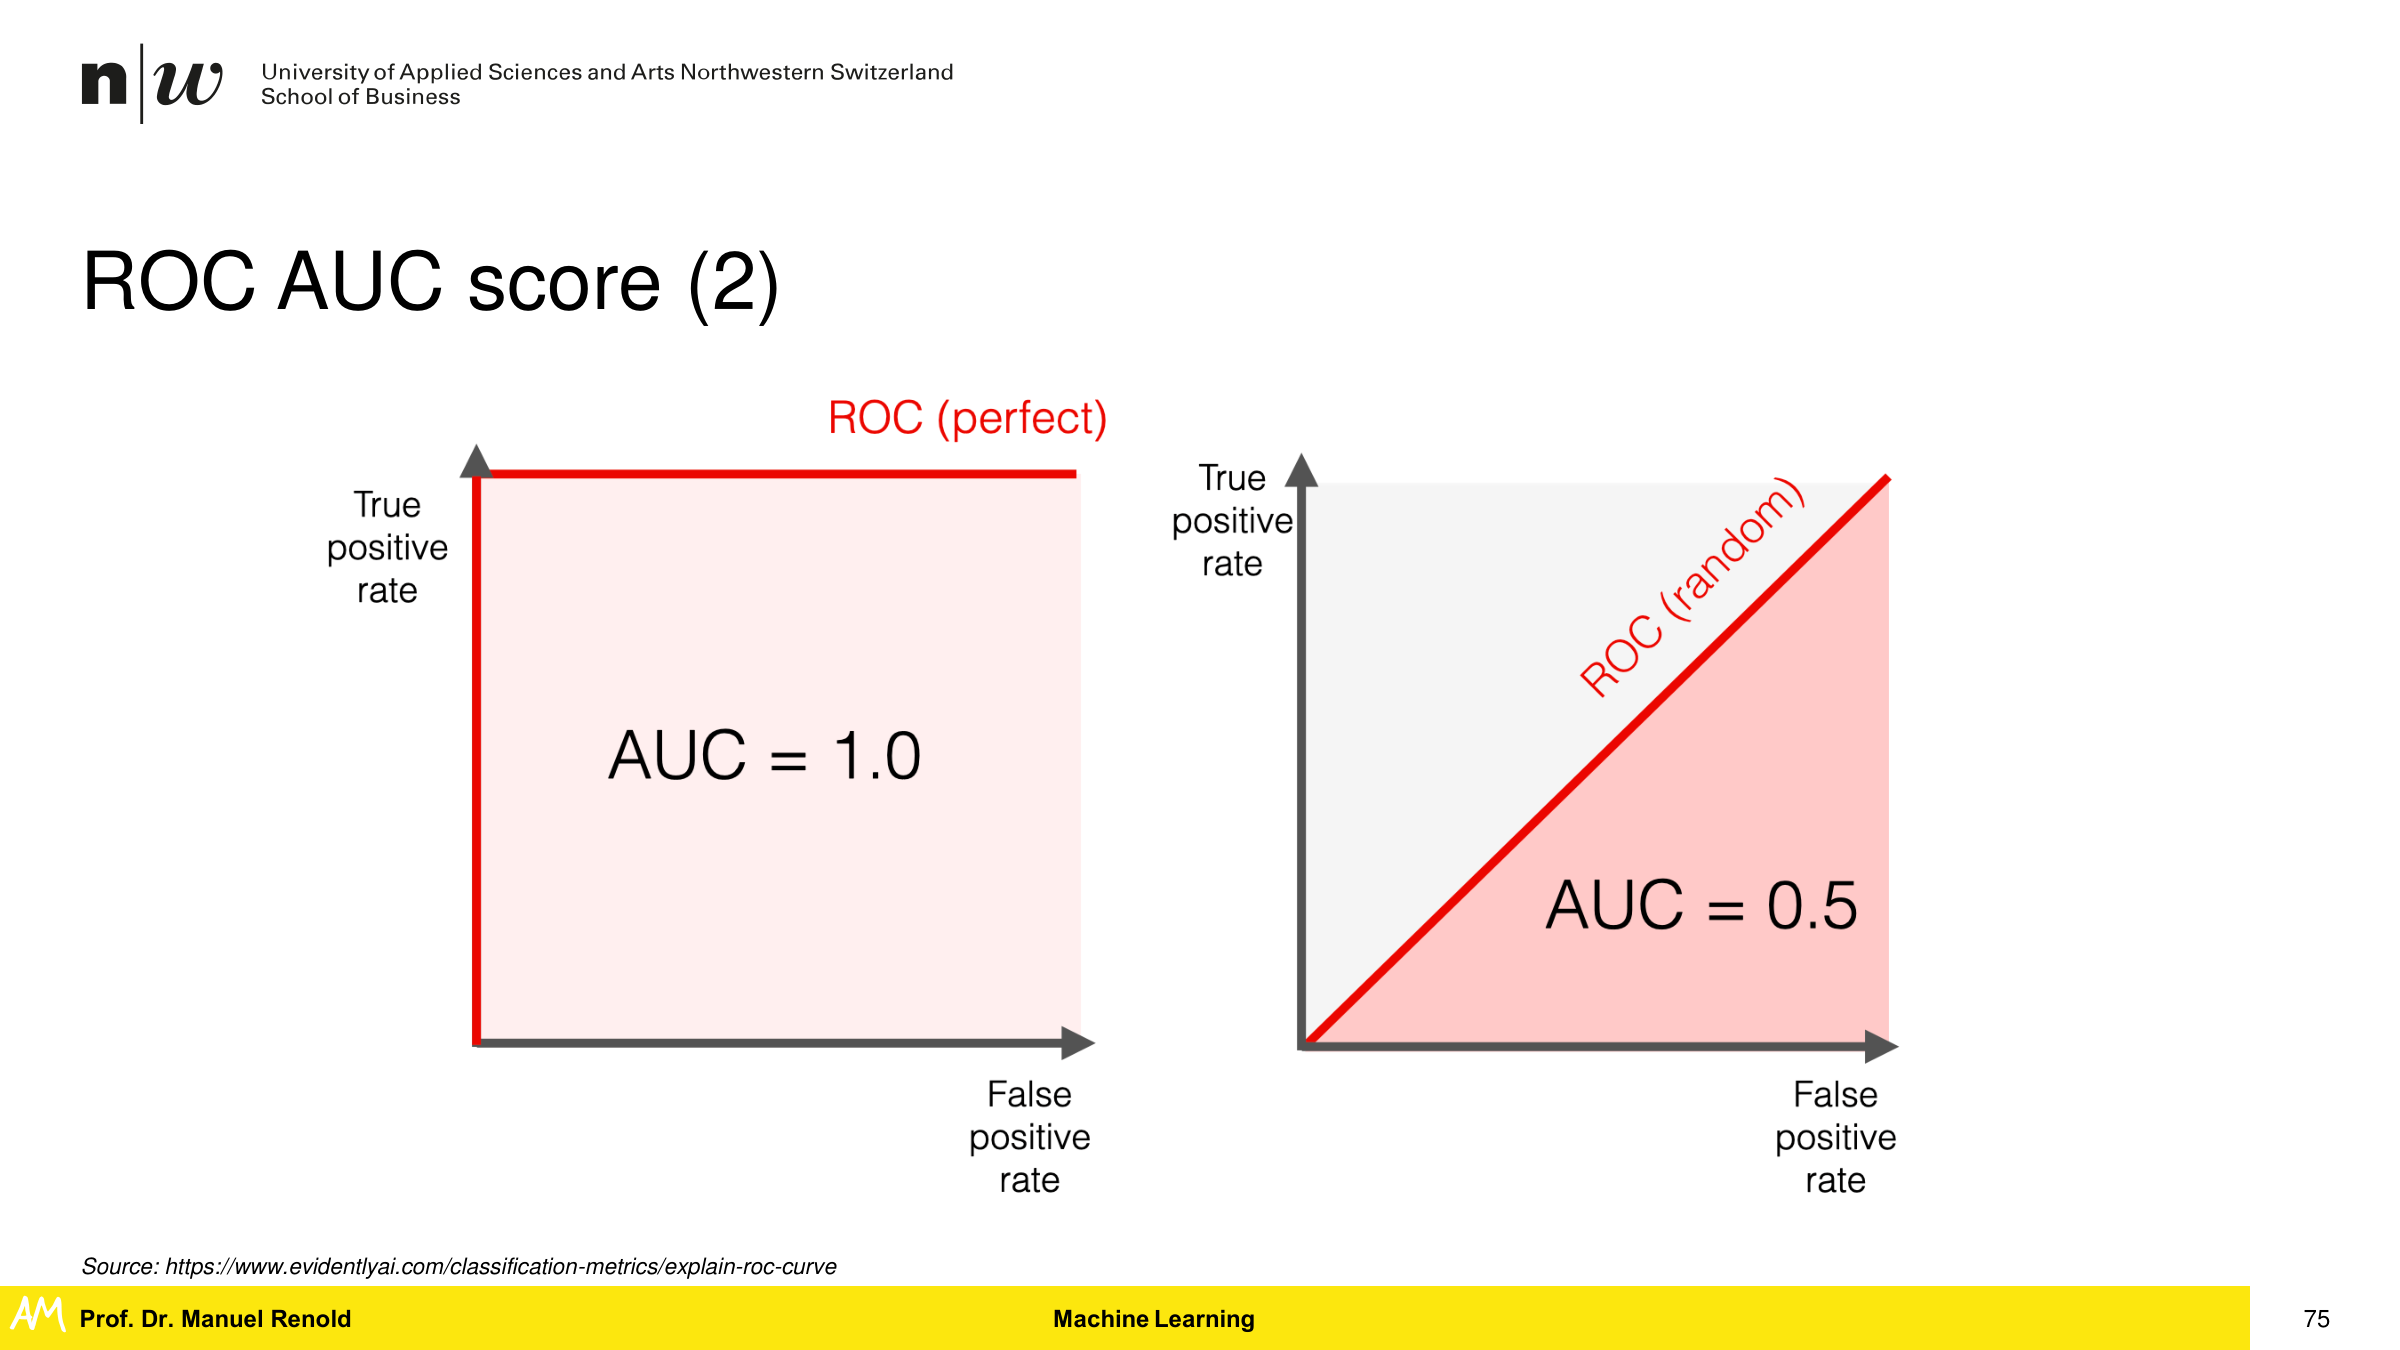 n|w
University of Applied Sciences and Arts Northwestern Switzerland
School of Business
ROC AUC score (2)
ROC (perfect)
True
positive
rate
AUC = 1.0
False
positive
rate
True
positive
rate
ROC (random)
AUC = 0.5
False
positive
rate
Source: https://www.evidentlyai.com/classification-metrics/explain-roc-curve
AM
Prof. Dr. Manuel Renold
Machine Learning
75